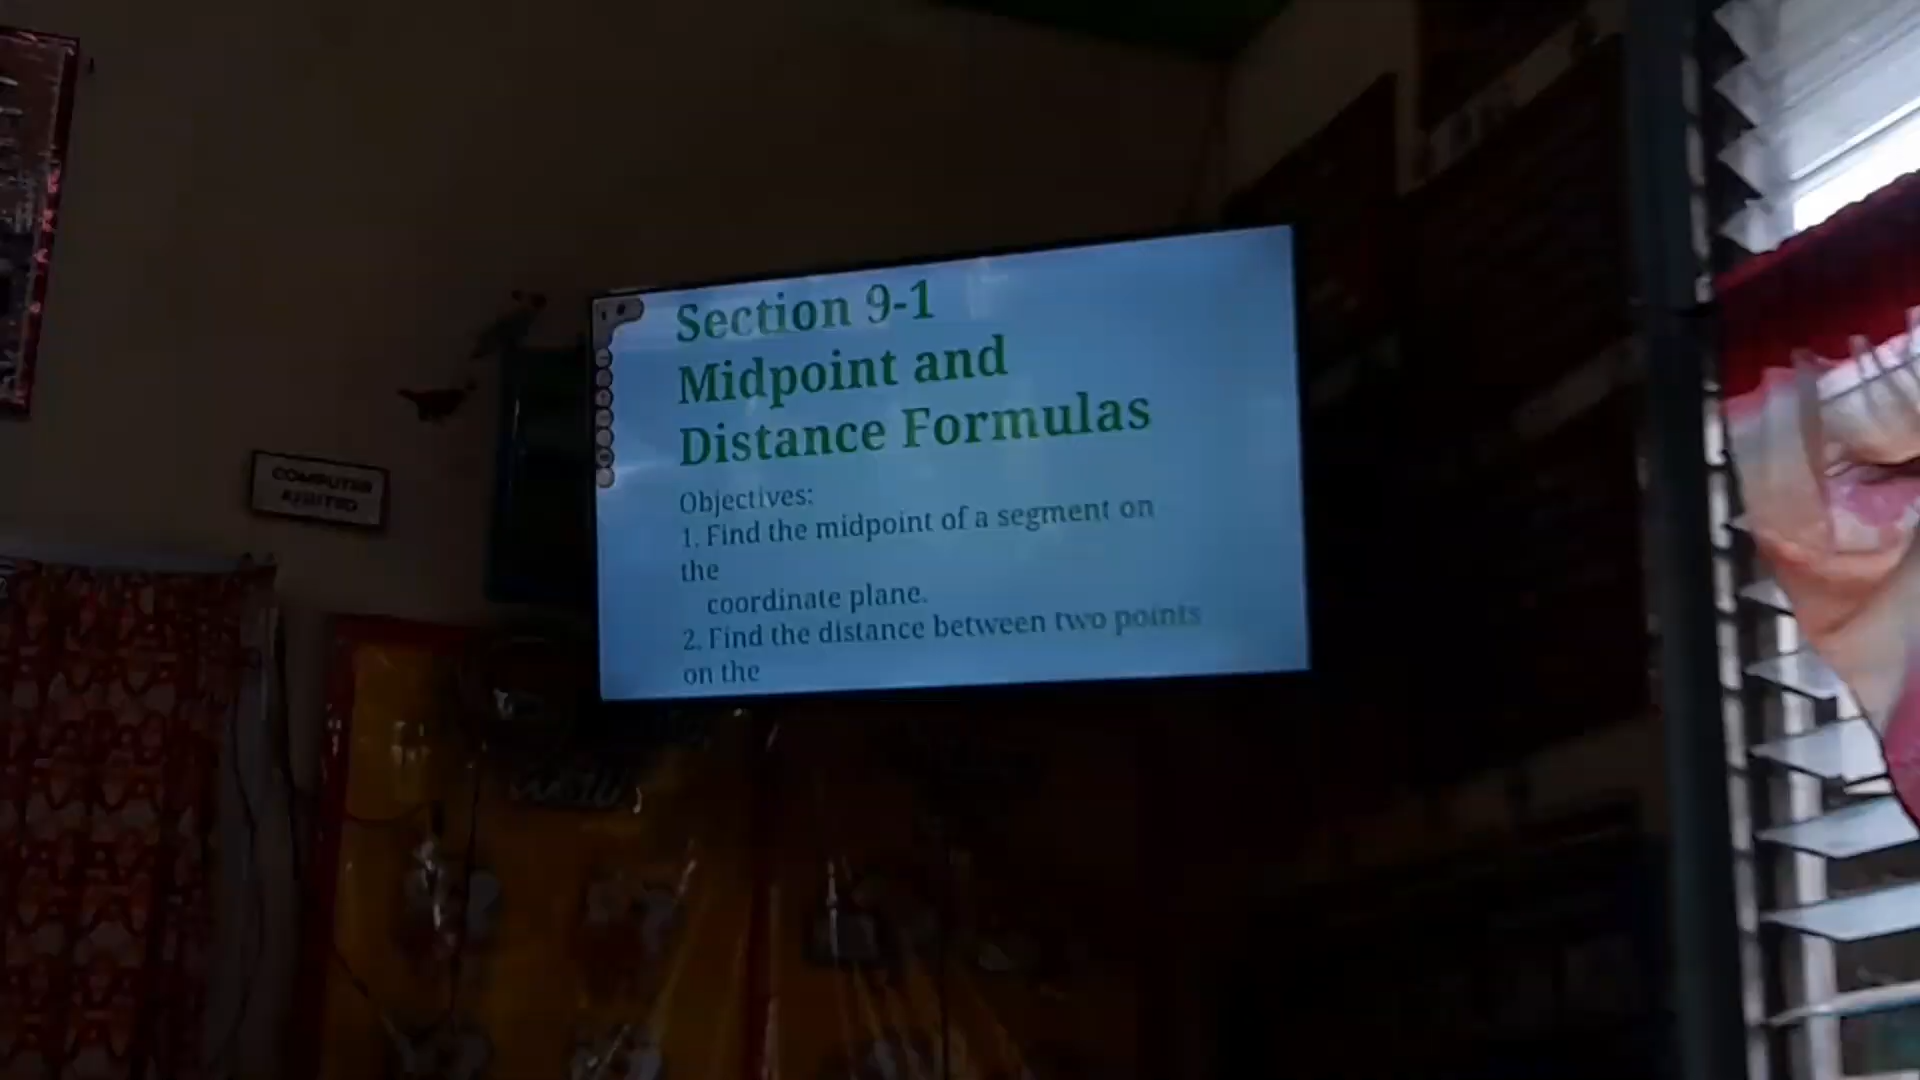 Section 9-1
Midpoint and
Distance Formulas
Objectives:
1. Find the midpoint of a segment on
the
coordinate plane.
2. Find the distance between two points
on the
COMPUTER